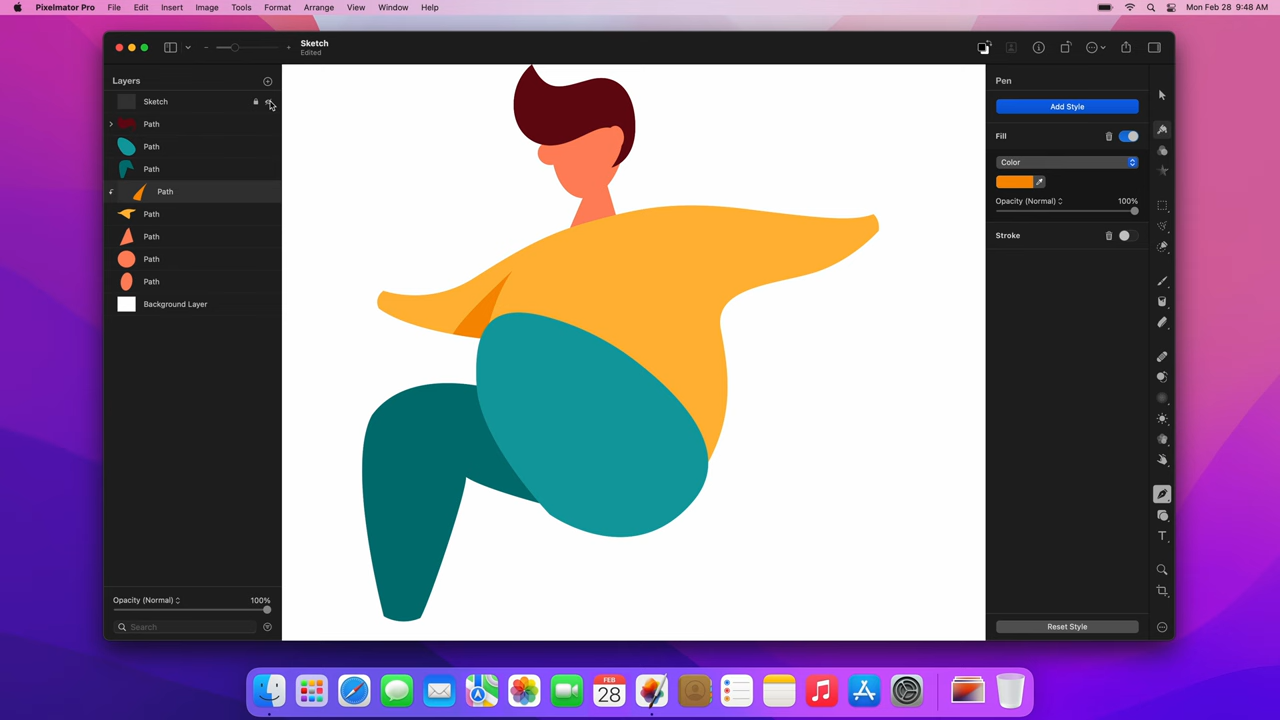 Pixelmator Pro File Edit Insert Image Tools Format Arrange View Window Help Mon Feb 28 9:48 AM
Sketch
Edited
Layers
Sketch
Path
Path
Path
Path
Path
Path
Path
Path
Background Layer
Opacity (Normal) 100%
Search
Pen
Add Style
Fill
Color
Opacity (Normal) 100%
Stroke
Reset Style
T
FEB
28